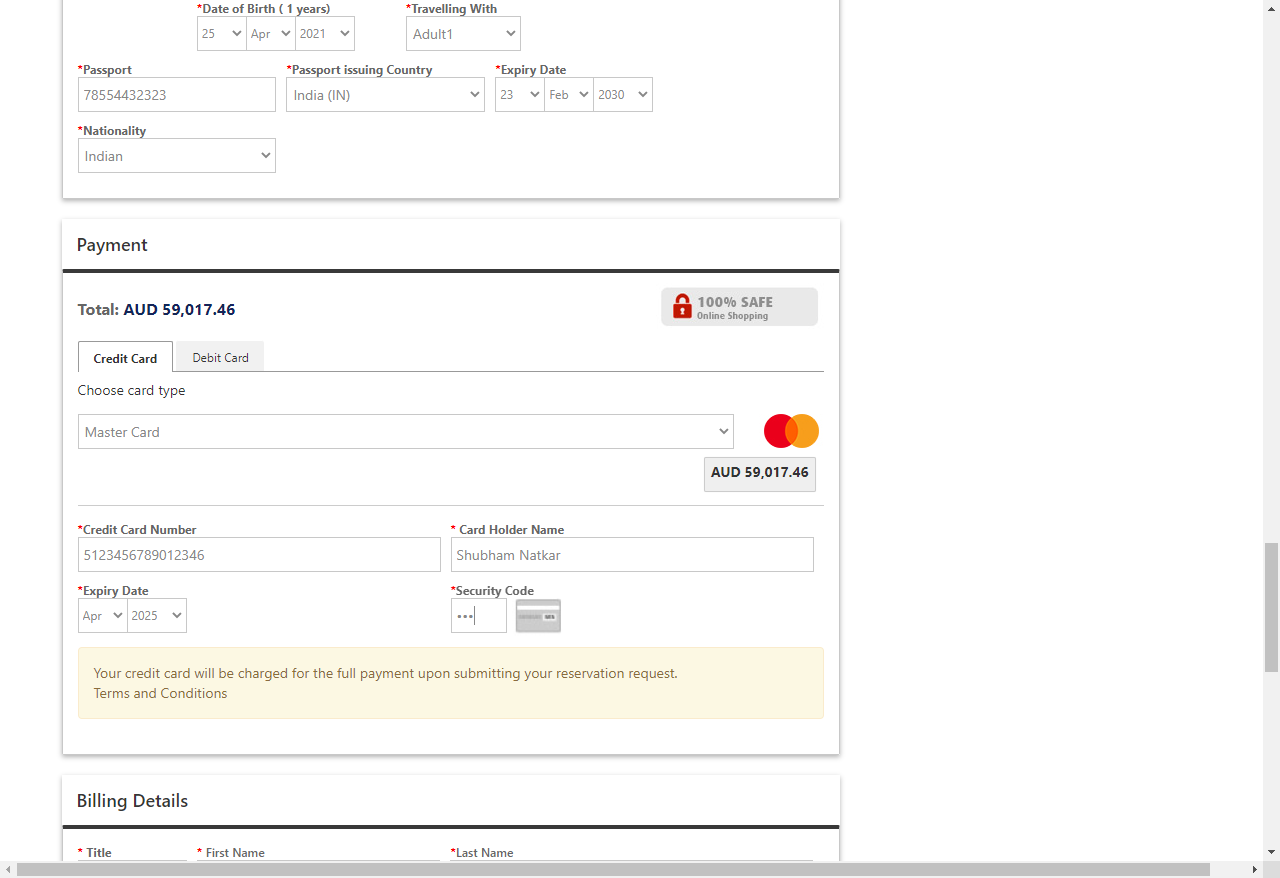 *Date of Birth ( 1 years) *Travelling With
25 Apr 2021 Adult1
*Passport *Passport issuing Country *Expiry Date
78554432323 India (IN) 23 Feb 2030
*Nationality
Indian
Payment
Total: AUD 59,017.46
100% SAFE
Online Shopping
Credit Card Debit Card
Choose card type
Master Card
AUD 59,017.46
*Credit Card Number * Card Holder Name
5123456789012346 Shubham Natkar
*Expiry Date *Security Code
Apr 2025 •••
Your credit card will be charged for the full payment upon submitting your reservation request.
Terms and Conditions
Billing Details
* Title * First Name *Last Name